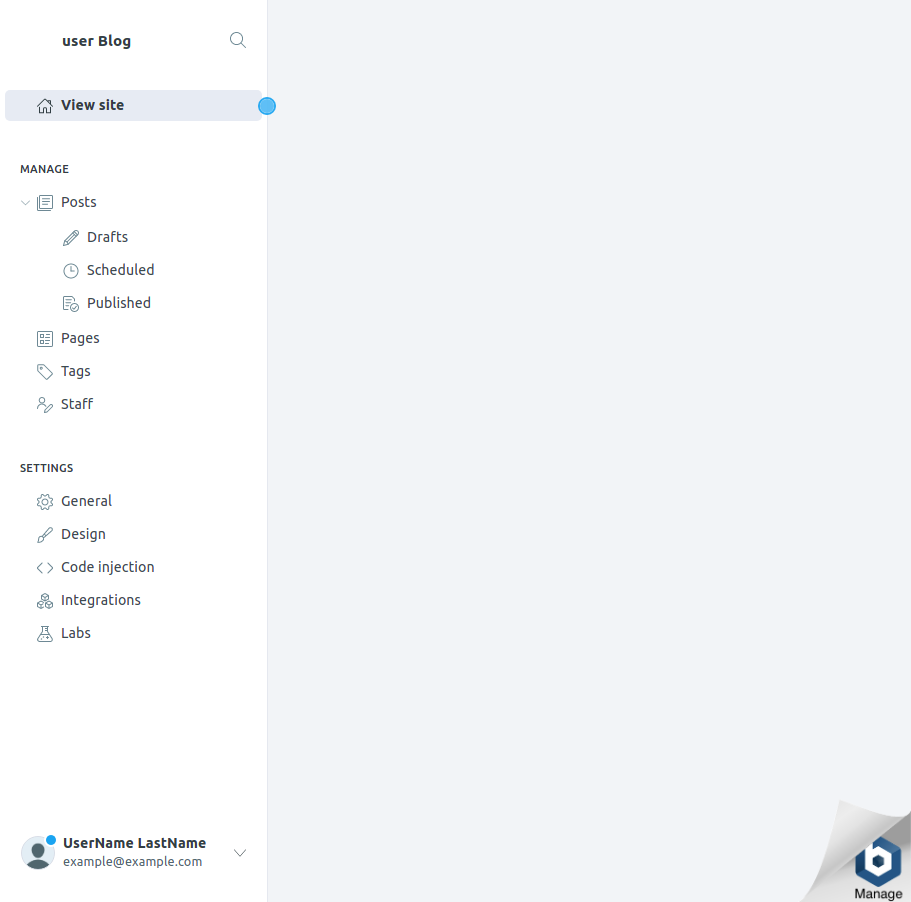 user Blog
View site
MANAGE
Posts
Drafts
Scheduled
Published
Pages
Tags
Staff
SETTINGS
General
Design
Code injection
Integrations
Labs
UserName LastName
example@example.com
Manage